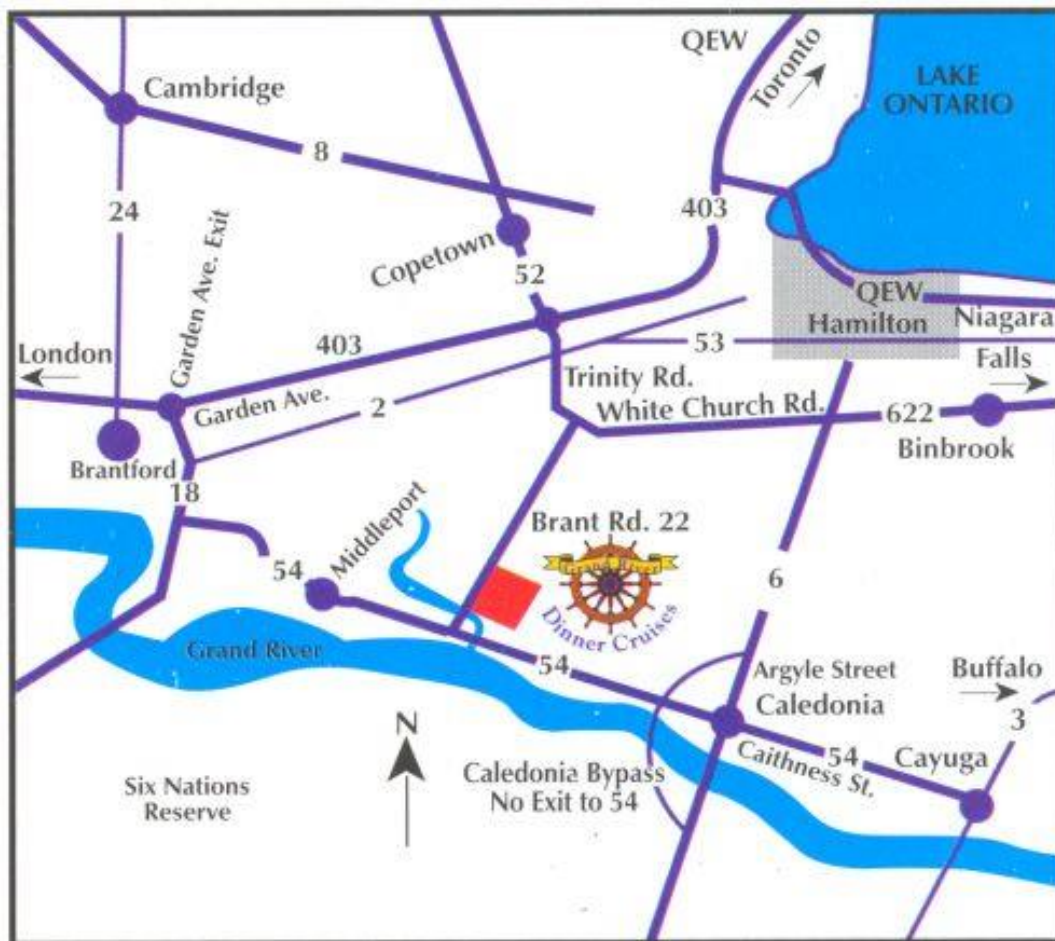 QEW
Toronto
LAKE
ONTARIO
Cambridge
8
24
403
Garden Ave. Exit
Copetown
52
QEW
Hamilton
Niagara
Falls
London
403
53
Garden Ave.
2
Trinity Rd.
White Church Rd.
622
Binbrook
Brantford
18
Middleport
Brant Rd. 22
Grand River
Dinner Cruises
54
6
Grand River
54
Argyle Street
Caledonia
Buffalo
3
N
Caithness St.
54
Cayuga
Six Nations
Reserve
Caledonia Bypass
No Exit to 54